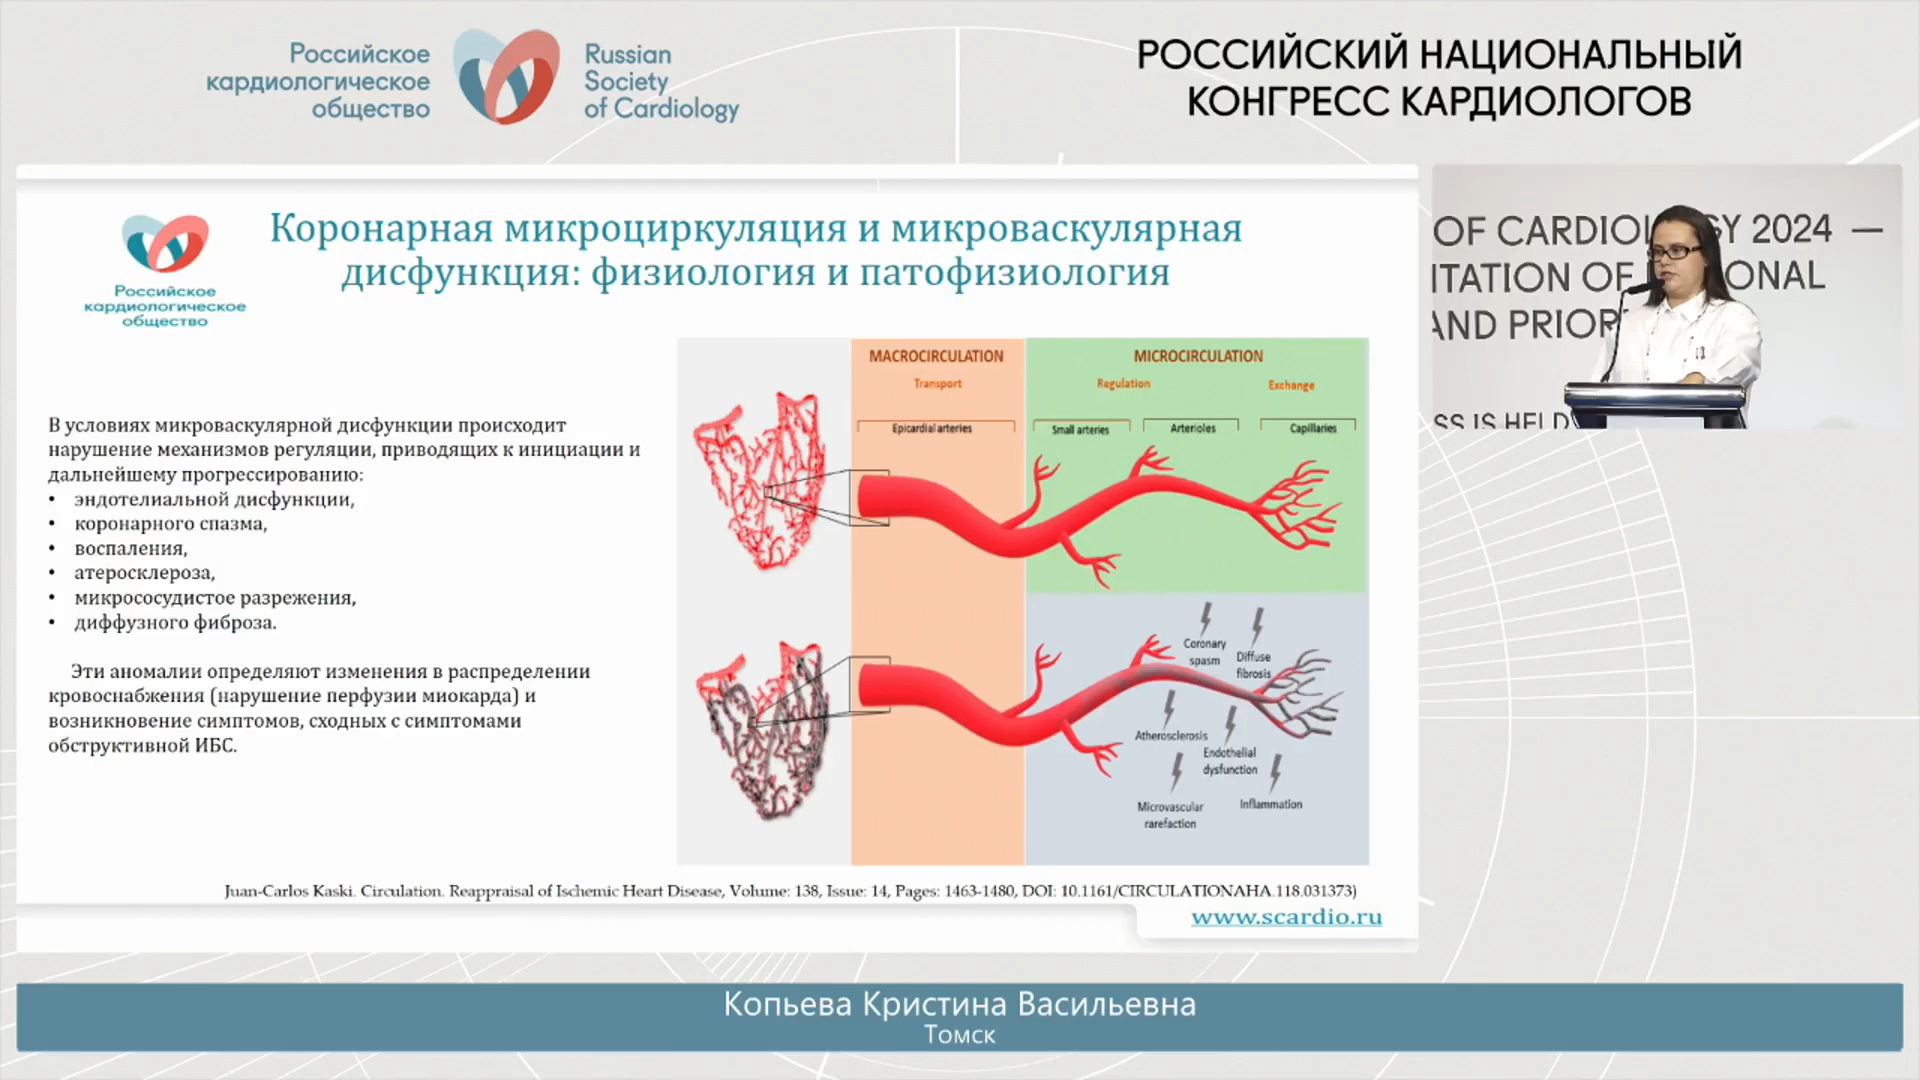 Российское
кардиологическое
общество
Russian
Society
of Cardiology
РОССИЙСКИЙ НАЦИОНАЛЬНЫЙ
КОНГРЕСС КАРДИОЛОГОВ
Российское
кардиологическое
общество
Коронарная микроциркуляция и микроваскулярная
дисфункция: физиология и патофизиология
В условиях микроваскулярной дисфункции происходит
нарушение механизмов регуляции, приводящих к инициации и
дальнейшему прогрессированию:
• эндотелиальной дисфункции,
• коронарного спазма,
• воспаления,
• атеросклероза,
• микрососудистое разрежения,
• диффузного фиброза.
Эти аномалии определяют изменения в распределении
кровоснабжения (нарушение перфузии миокарда) и
возникновение симптомов, сходных с симптомами
обструктивной ИБС.
MACROCIRCULATION
Transport
Epicardial arteries
MICROCIRCULATION
Regulation
Exchange
Small arteries
Arterioles
Capillaries
Coronary
spasm
Diffuse
fibrosis
Atherosclerosis
Endothelial
dysfunction
Microvascular
rarefaction
Inflammation
Juan-Carlos Kaski. Circulation. Reappraisal of Ischemic Heart Disease, Volume: 138, Issue: 14, Pages: 1463-1480, DOI: 10.1161/CIRCULATIONAHA.118.031373)
www.scardio.ru
OF CARDIOL GY 2024 —
TATION OF ONAL
AND PRIOR
SS IS HELD
Копьева Кристина Васильевна
Томск